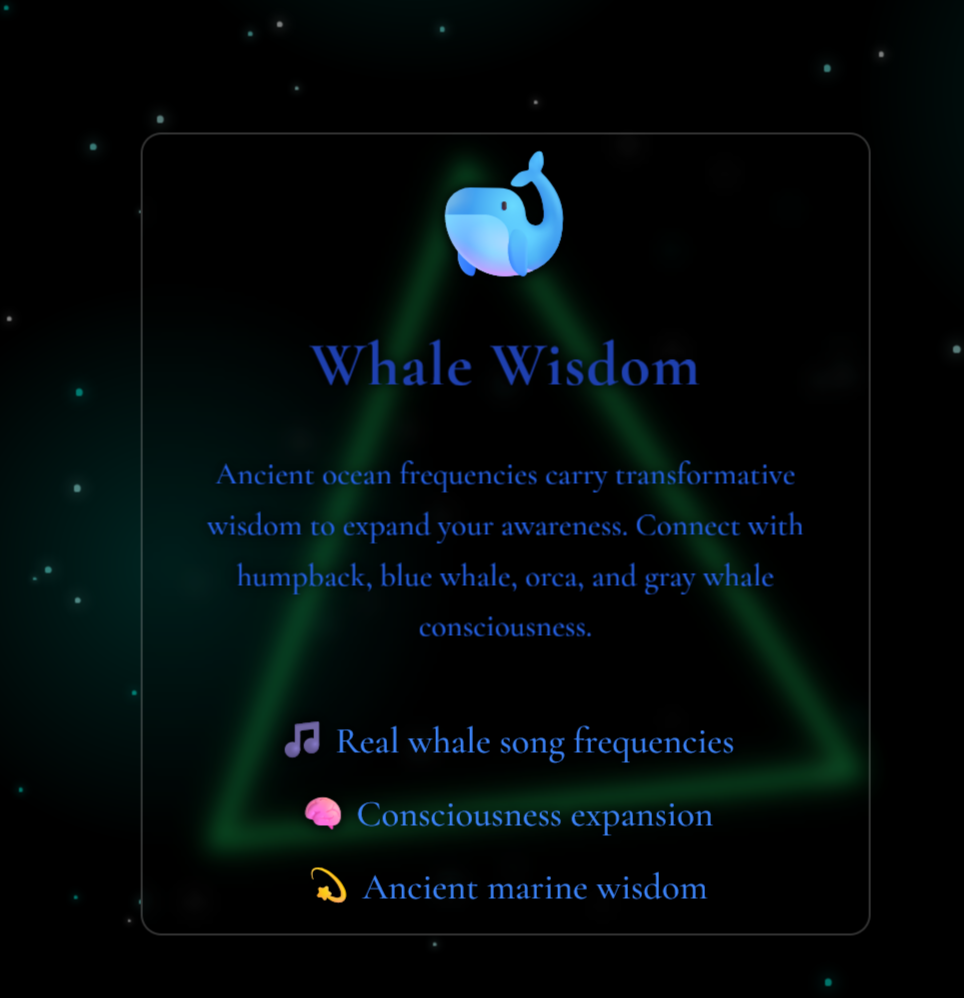 Whale Wisdom
Ancient ocean frequencies carry transformative
wisdom to expand your awareness. Connect with
humpback, blue whale, orca, and gray whale
consciousness.
Real whale song frequencies
Consciousness expansion
Ancient marine wisdom